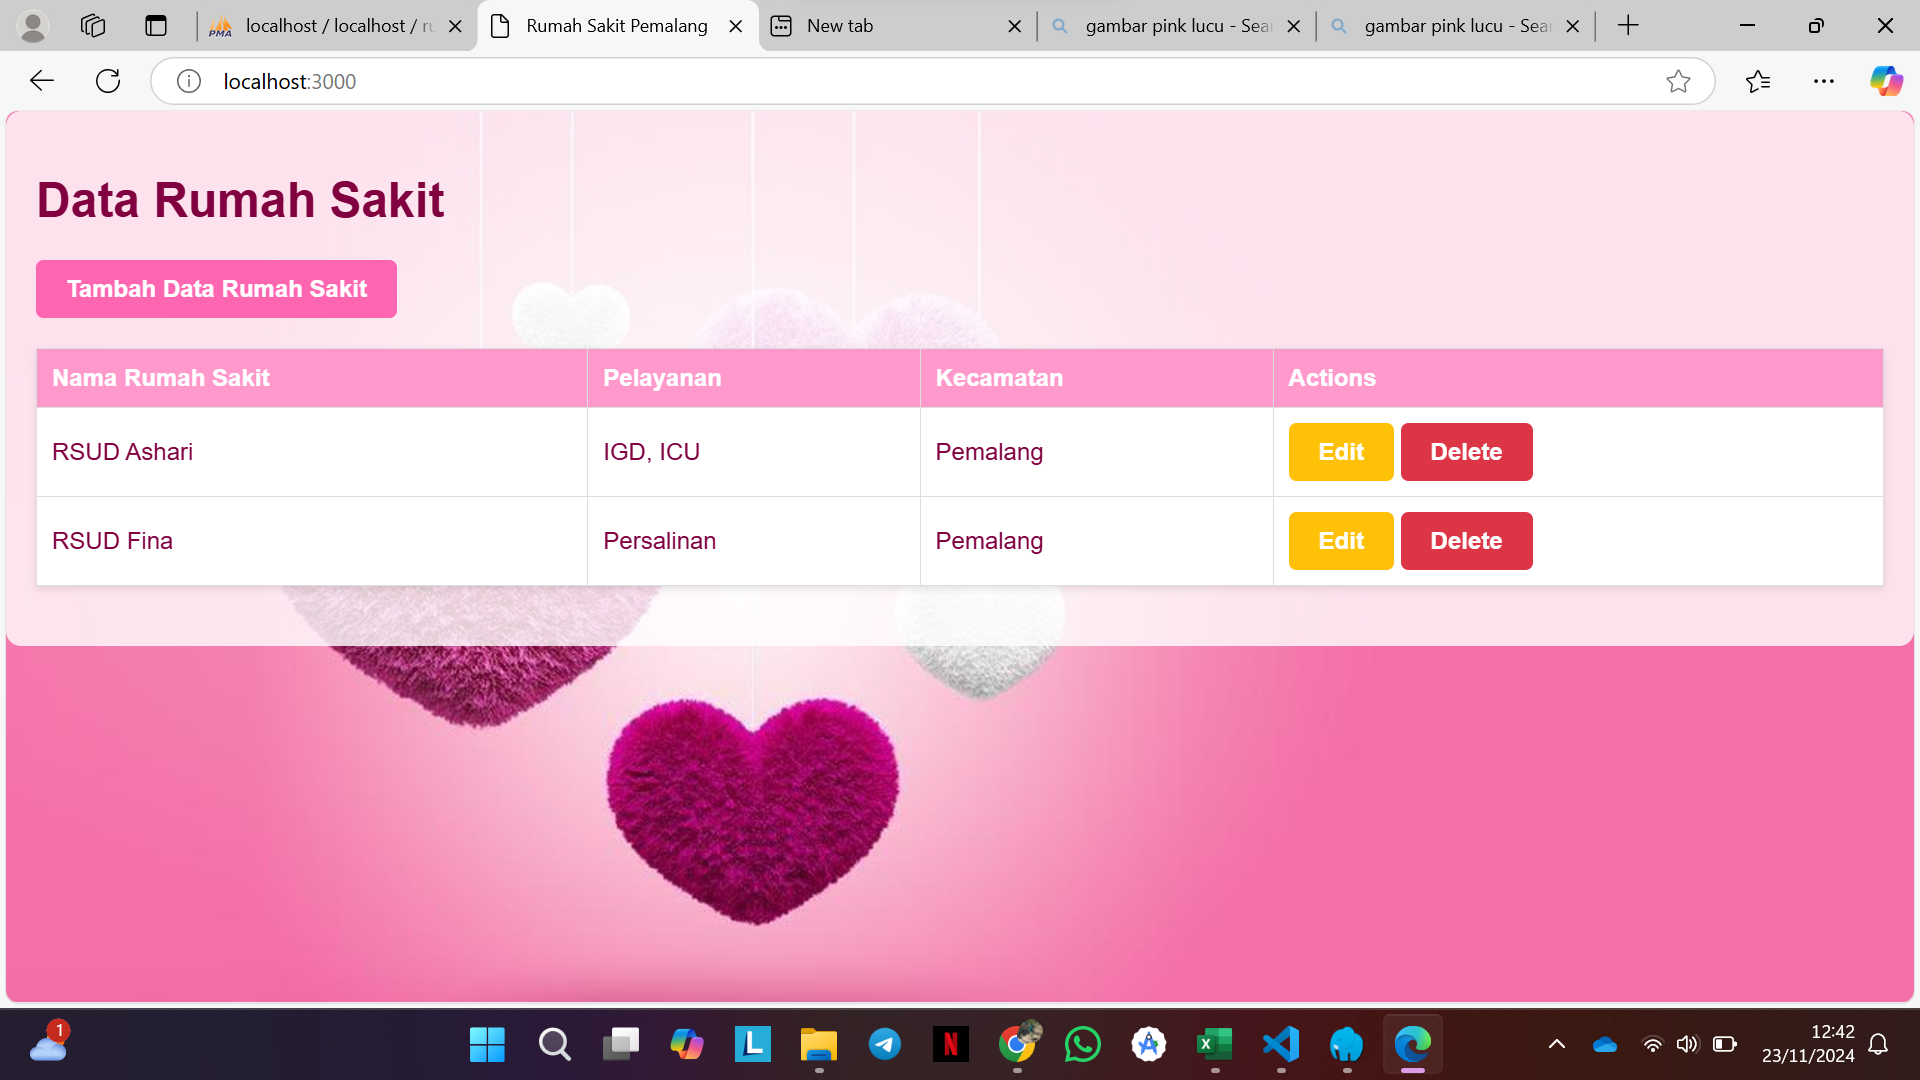 localhost / localhost / ru
Rumah Sakit Pemalang
New tab
gambar pink lucu - Sear
gambar pink lucu - Sear
localhost:3000
Data Rumah Sakit
Tambah Data Rumah Sakit
Nama Rumah Sakit Pelayanan Kecamatan Actions
RSUD Ashari IGD, ICU Pemalang Edit Delete
RSUD Fina Persalinan Pemalang Edit Delete
1
12:42
23/11/2024